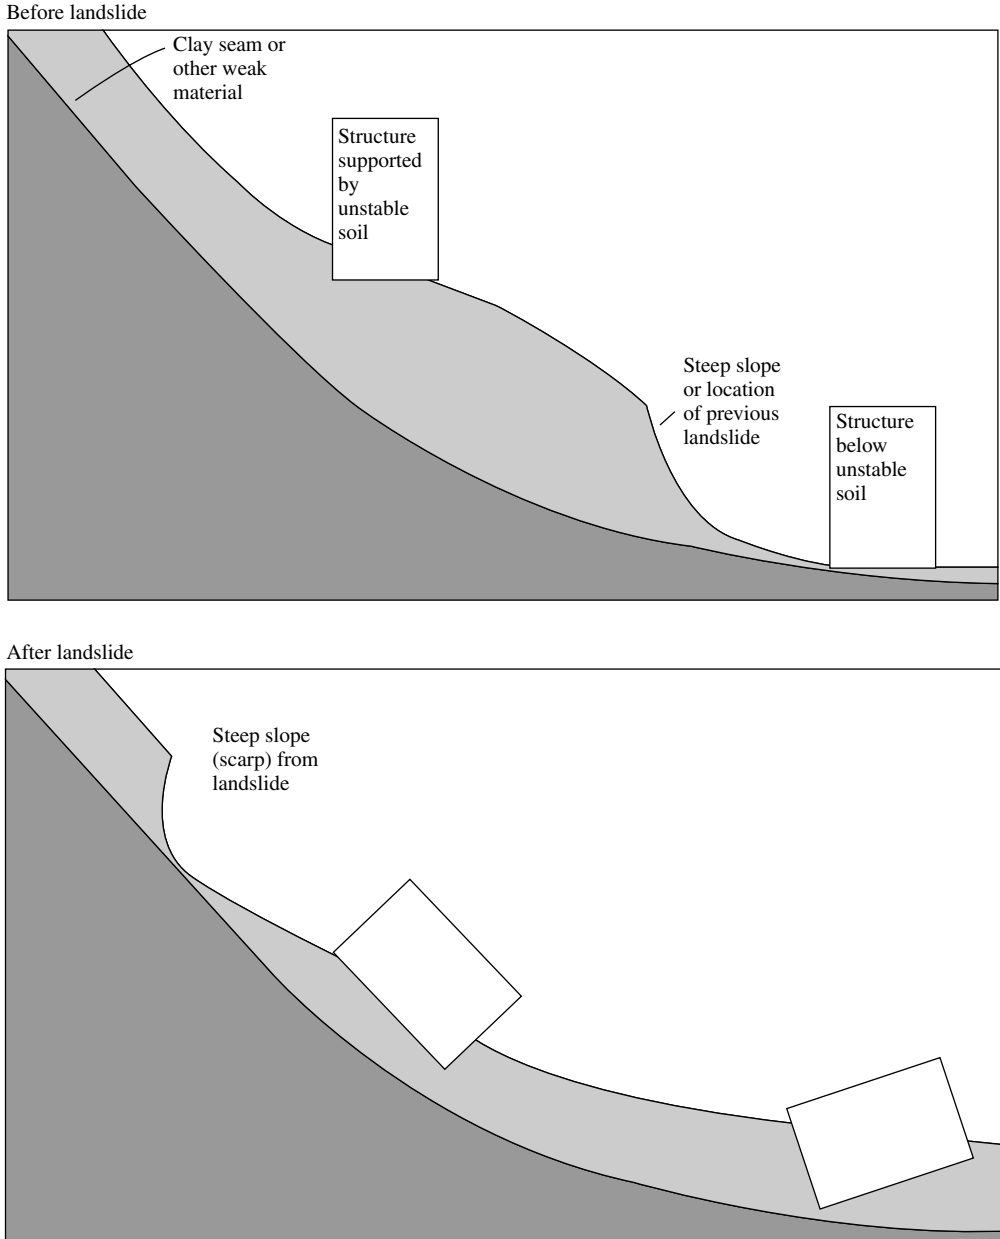 Before landslide
Clay seam or
other weak
material
Structure
supported
by
unstable
soil
Steep slope
or location
of previous
landslide
Structure
below
unstable
soil
After landslide
Steep slope
(scarp) from
landslide